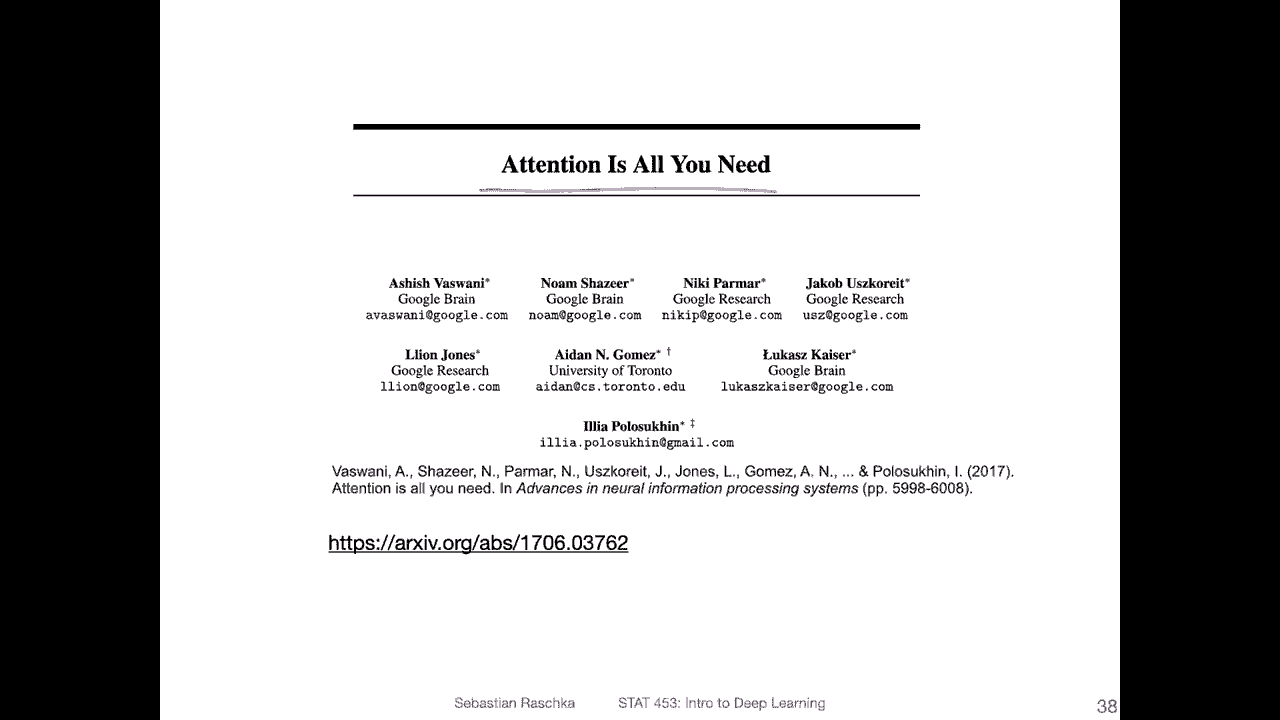 Attention Is All You Need
Ashish Vaswani* Noam Shazeer* Niki Parmar* Jakob Uszkoreit*
Google Brain Google Brain Google Research Google Research
avaswani@google.com noam@google.com nikip@google.com usz@google.com
Llion Jones* Aidan N. Gomez* † Łukasz Kaiser*
Google Research University of Toronto Google Brain
llion@google.com aidan@cs.toronto.edu lukaszkaiser@google.com
Illia Polosukhin* ‡
illia.polosukhin@gmail.com
Vaswani, A., Shazeer, N., Parmar, N., Uszkoreit, J., Jones, L., Gomez, A. N., ... & Polosukhin, I. (2017).
Attention is all you need. In Advances in neural information processing systems (pp. 5998-6008).
https://arxiv.org/abs/1706.03762
Sebastian Raschka STAT 453: Intro to Deep Learning 38